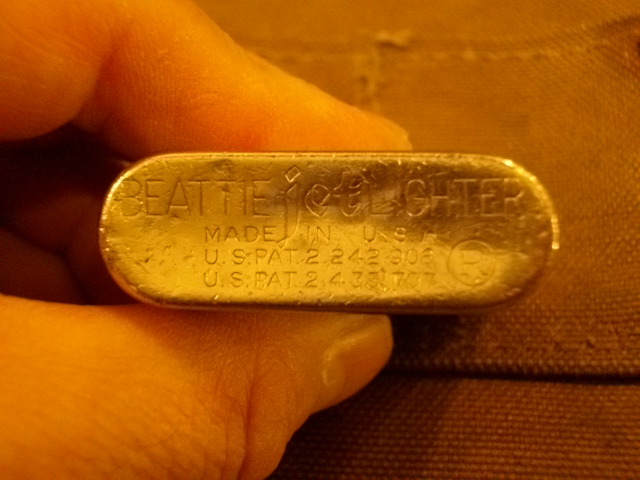 BEATTIE jet LIGHTER
MADE IN U.S.A.
U.S. PAT. 2,242,906
U.S. PAT.